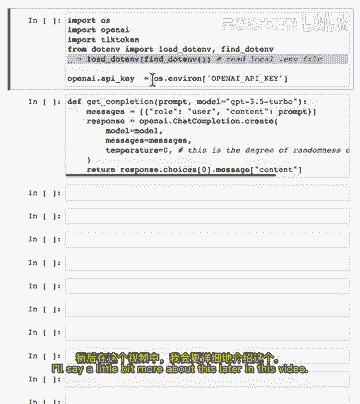 import os
import openai
import tiktoken
from dotenv import load_dotenv, find_dotenv
_ = load_dotenv(find_dotenv()) # read local .env file
openai.api_key = os.environ['OPENAI_API_KEY']
In [ ]:
def get_completion(prompt, model="gpt-3.5-turbo"):
messages = [{"role": "user", "content": prompt}]
response = openai.ChatCompletion.create(
model=model,
messages=messages,
temperature=0, # this is the degree of randomness o
)
return response.choices[0].message["content"]
In [ ]:
In [ ]:
In [ ]:
In [ ]:
In [ ]:
In [ ]:
In [ ]:
In [ ]:
稍后在这个视频中，我会更详细地介绍这个。
I'll say a little bit more about this later in this video.
In [ ]: